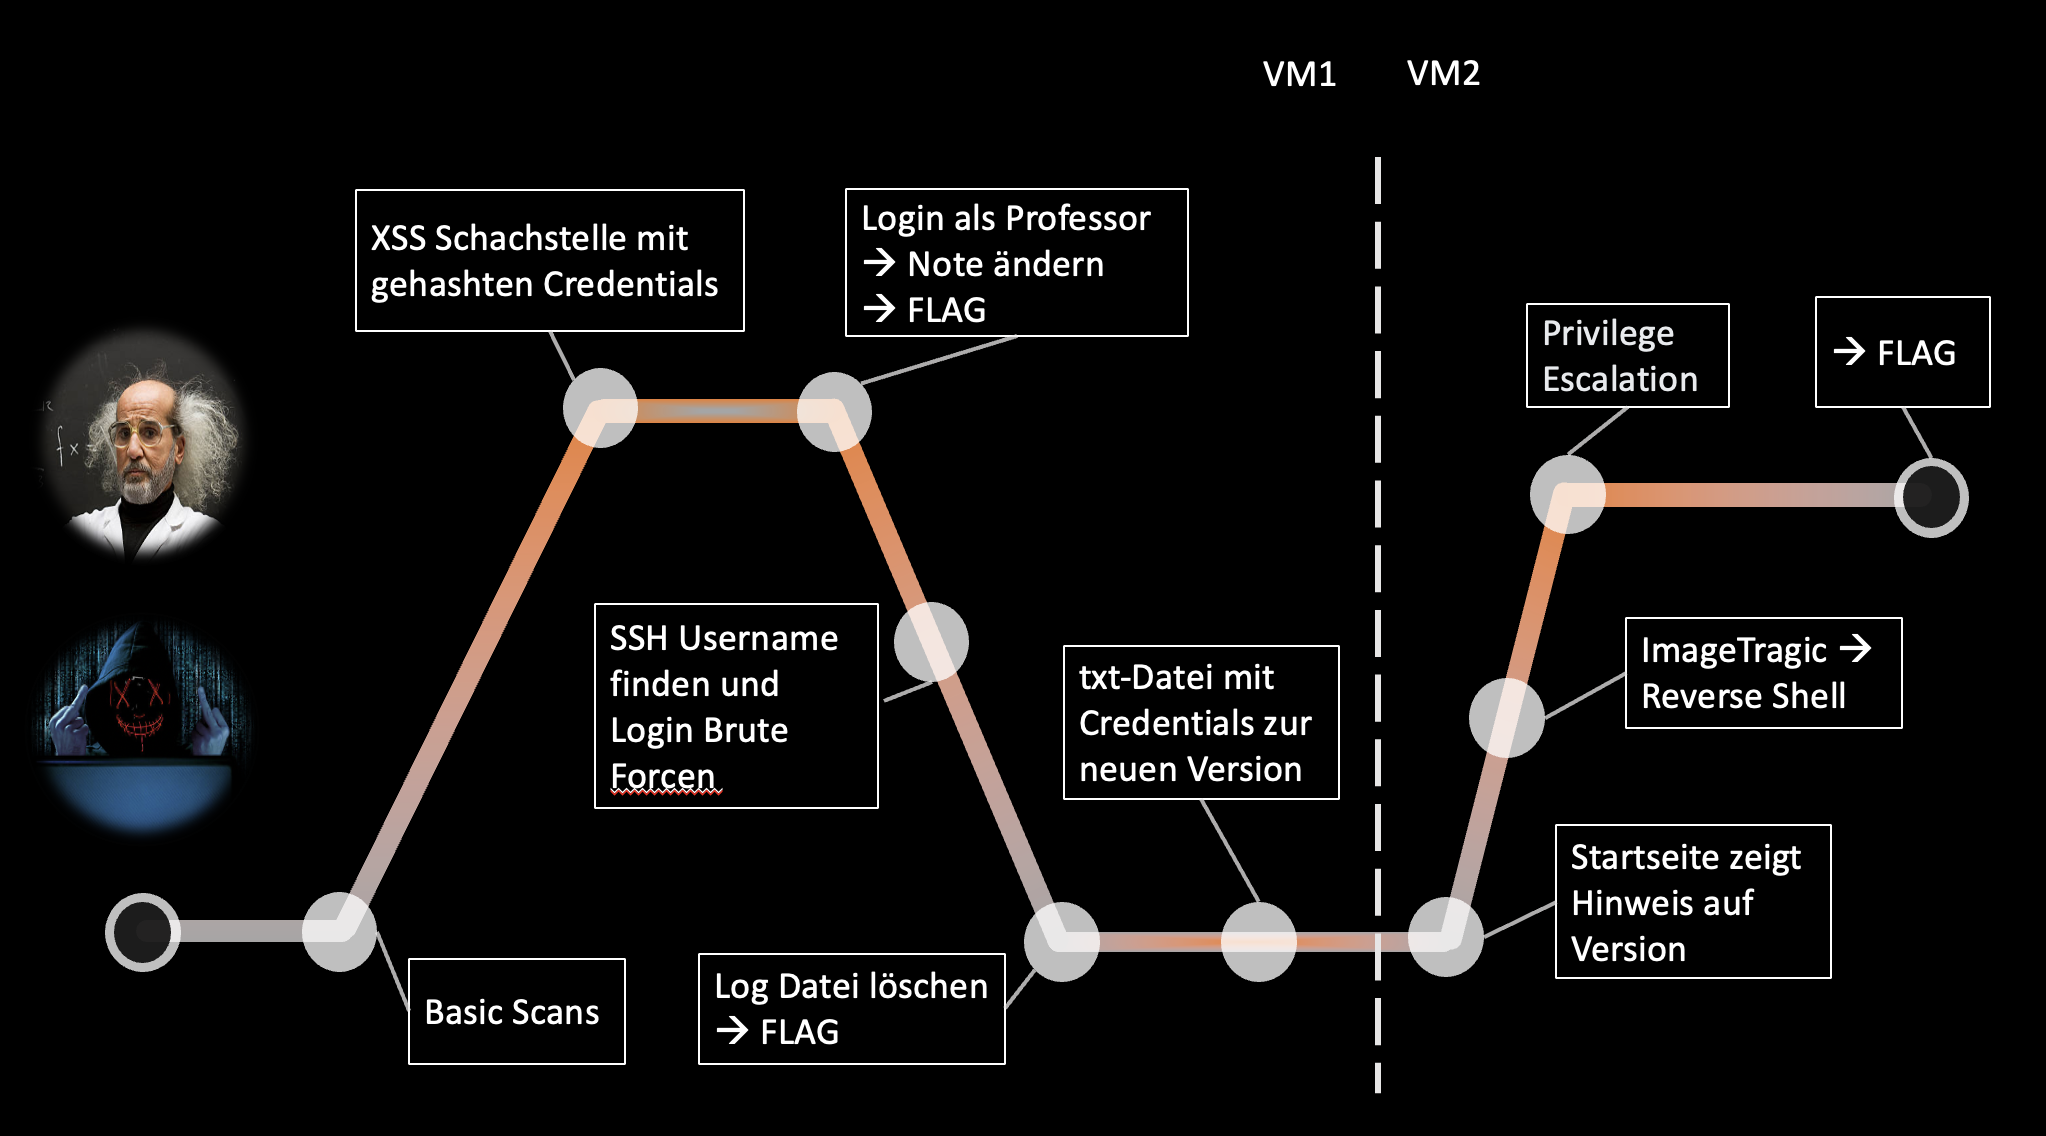 VM1
VM2
XSS Schachstelle mit
gehashten Credentials
Login als Professor
→ Note ändern
→ FLAG
Privilege
Escalation
→ FLAG
SSH Username
finden und
Login Brute
Forcen
txt-Datei mit
Credentials zur
neuen Version
ImageTragic →
Reverse Shell
Startseite zeigt
Hinweis auf
Version
Log Datei löschen
→ FLAG
Basic Scans